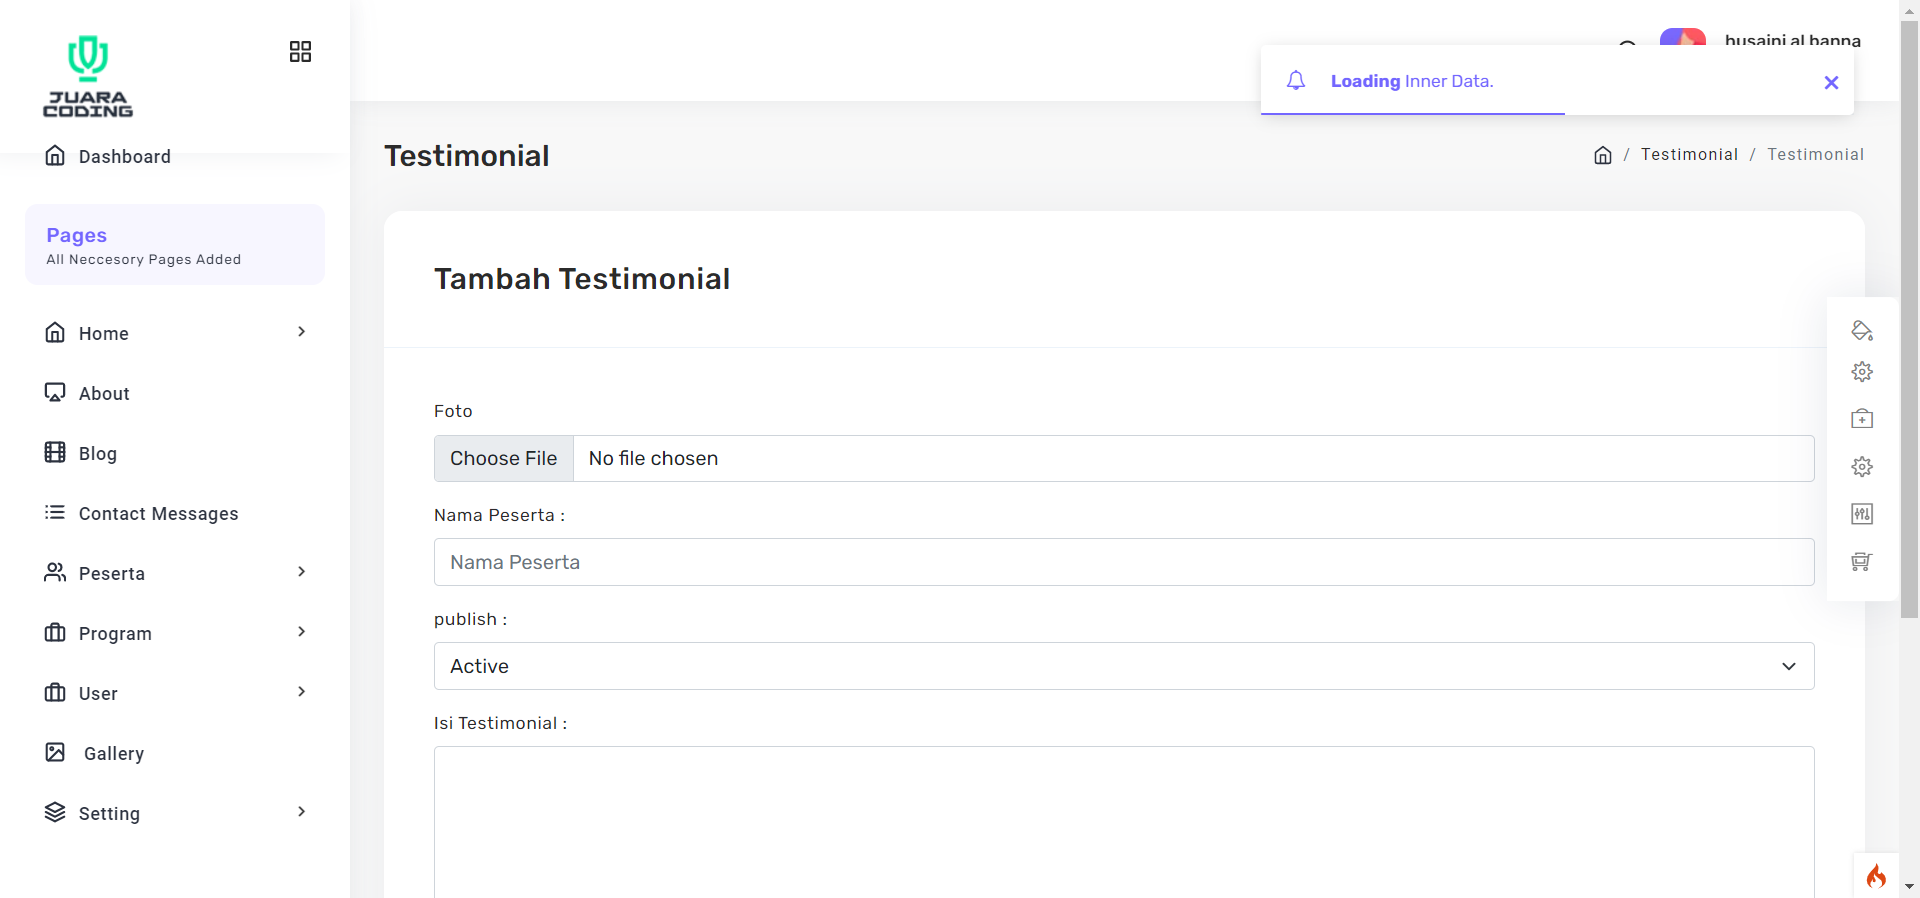 JUARA
CODING
Dashboard
Pages
All Neccesory Pages Added
Home
About
Blog
Contact Messages
Peserta
Program
User
Gallery
Setting
husaini al banna
Loading Inner Data.
Testimonial
/ Testimonial / Testimonial
Tambah Testimonial
Foto
Choose File No file chosen
Nama Peserta :
Nama Peserta
publish :
Active
Isi Testimonial :